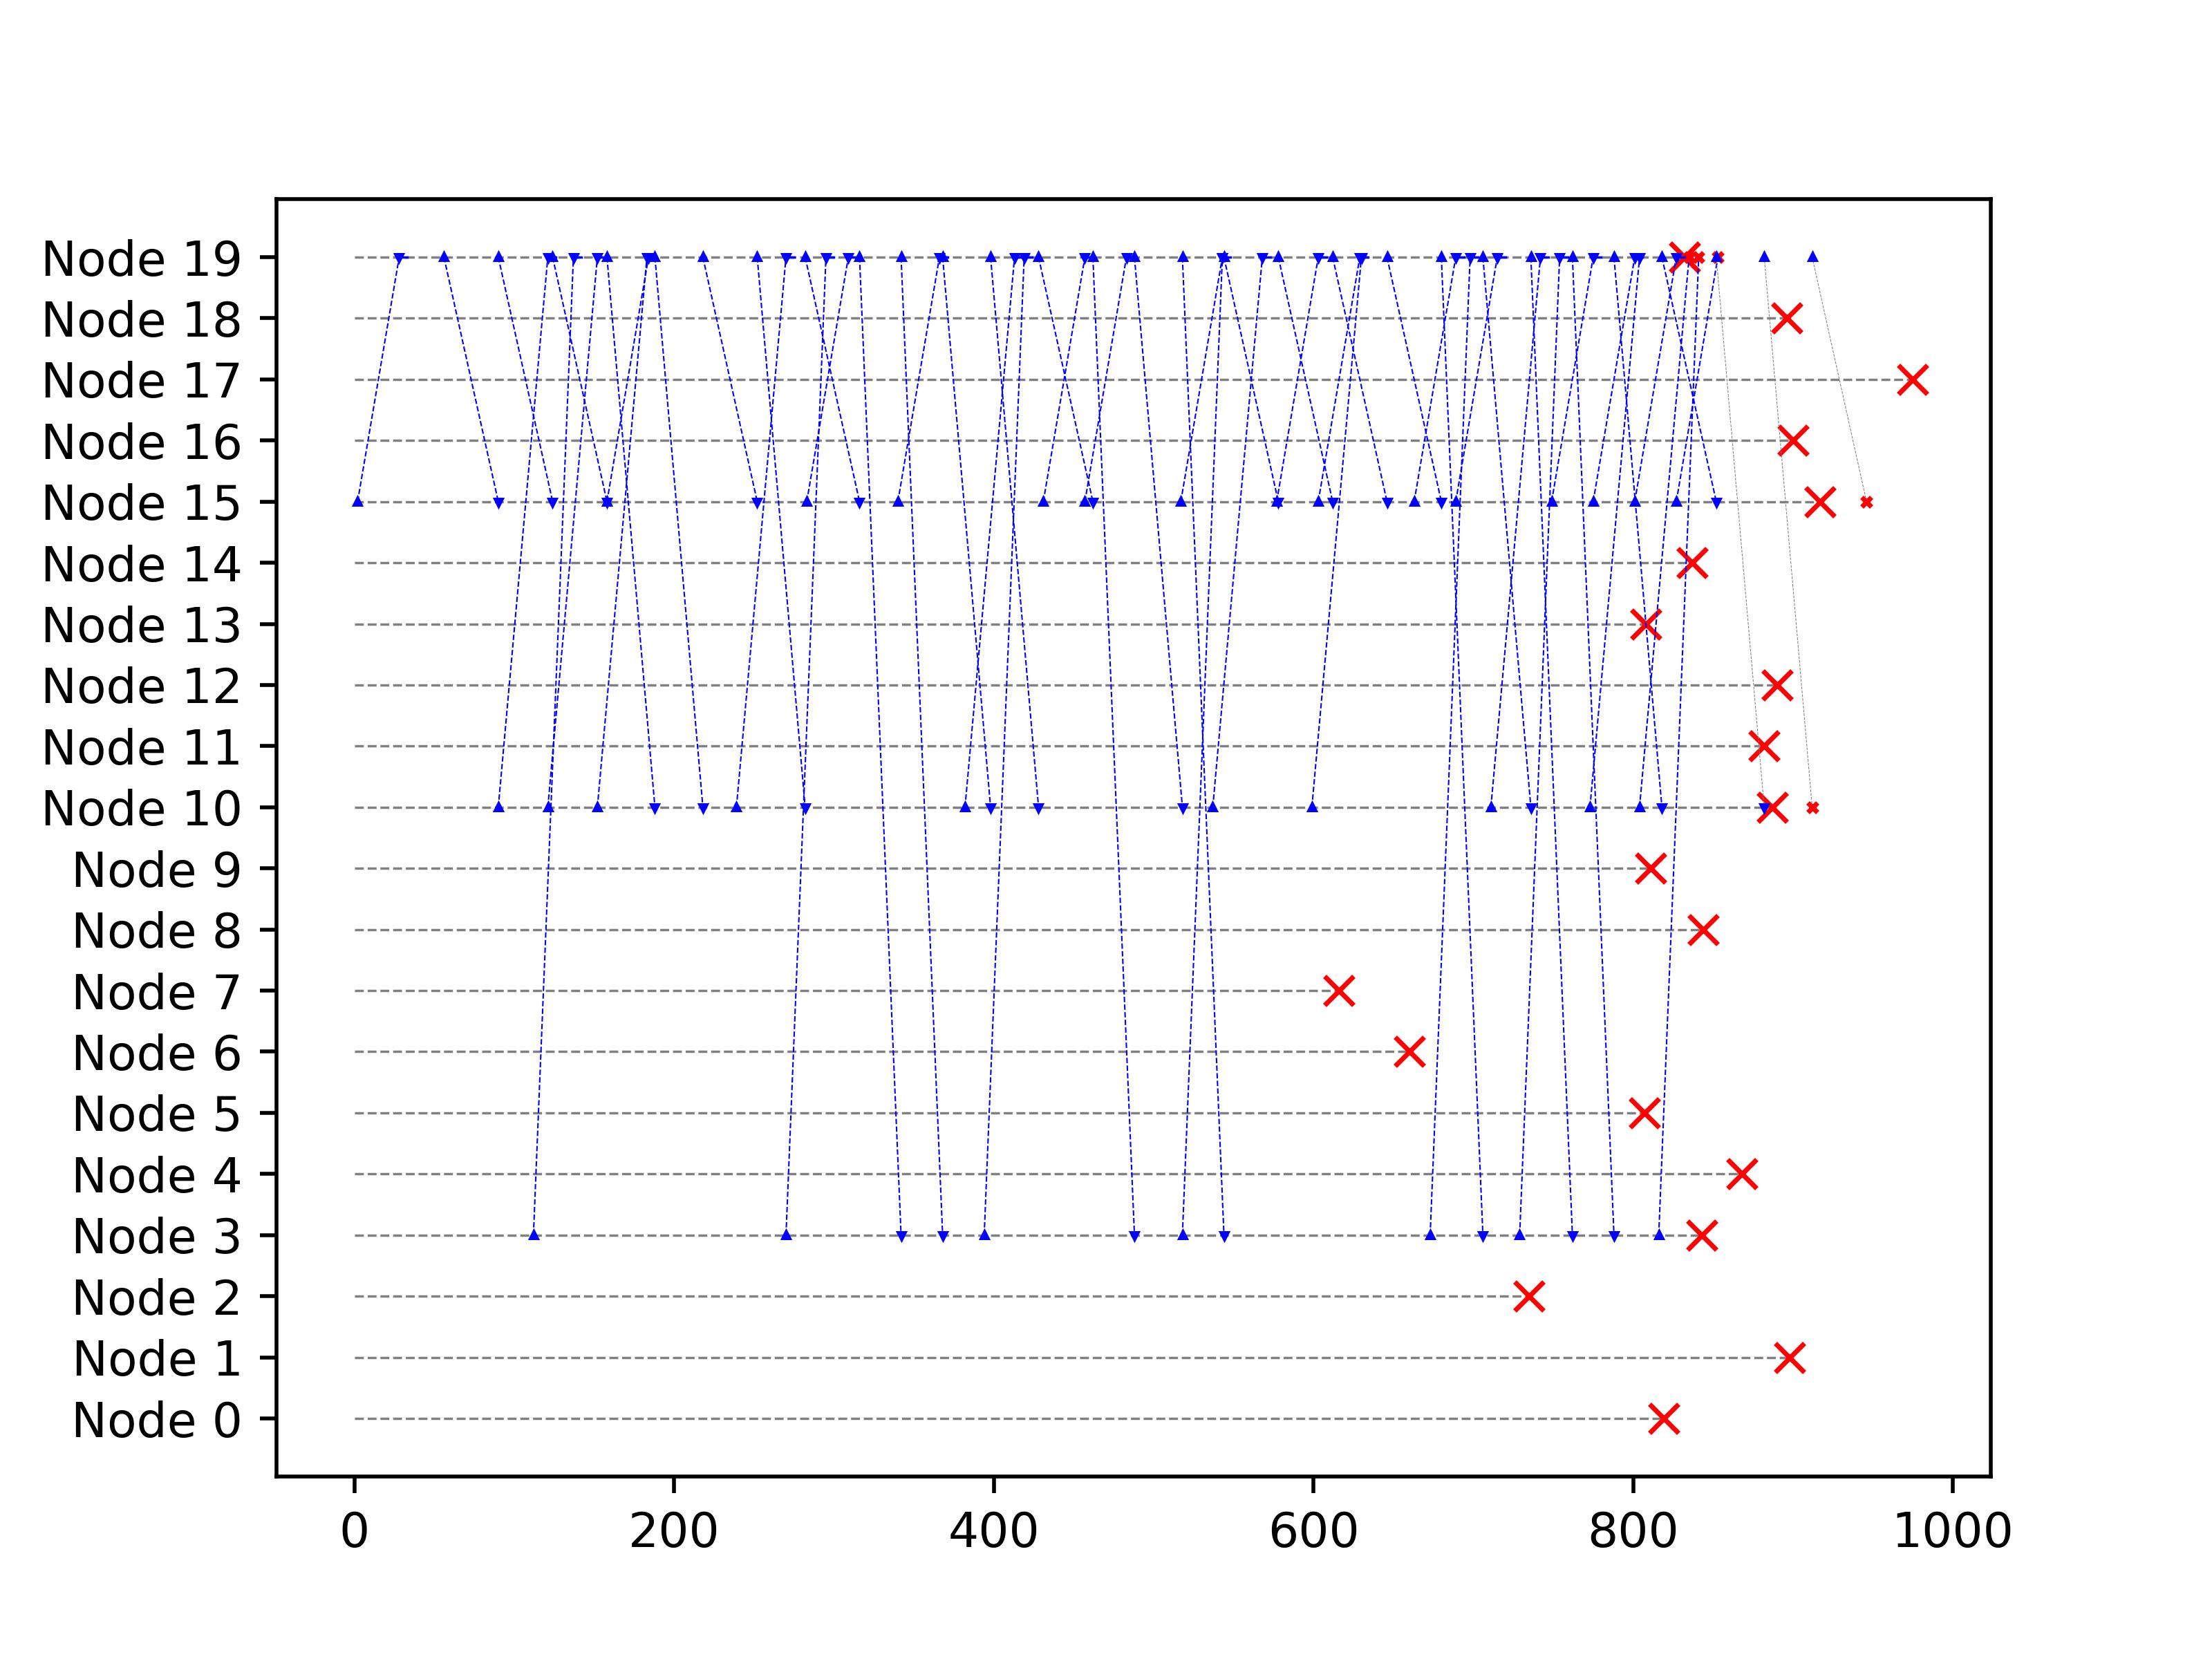 Node 19
Node 18
Node 17
Node 16
Node 15
Node 14
Node 13
Node 12
Node 11
Node 10
Node 9
Node 8
Node 7
Node 6
Node 5
Node 4
Node 3
Node 2
Node 1
Node 0
0 200 400 600 800 1000